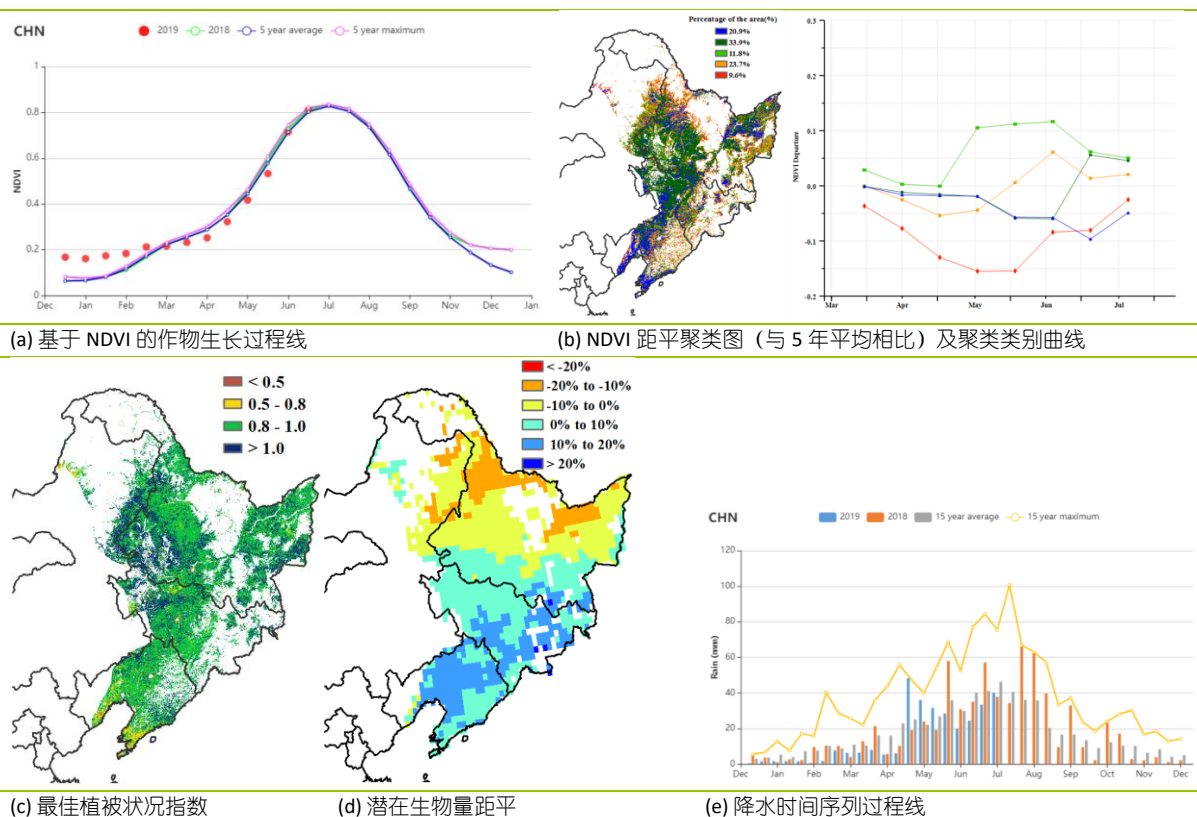 CHN
2019 2018 5 year average 5 year maximum
NDVI
1
0.8
0.6
0.4
0.2
0
Dec Jan Feb Mar Apr May Jun Jul Aug Sep Oct Nov Dec
Percentage of the area(%)
20.9%
33.9%
11.8%
23.7%
9.6%
NDVI Departure
0.3
0.1
0.0
-0.1
-0.2
Mar Apr May Jun Jul
(a) 基于 NDVI 的作物生长过程线
(b) NDVI 距平聚类图（与 5 年平均相比）及聚类类别曲线
< 0.5
0.5 - 0.8
0.8 - 1.0
> 1.0
< -20%
-20% to -10%
-10% to 0%
0% to 10%
10% to 20%
> 20%
CHN
2019 2018 15 year average 15 year maximum
Rain (mm)
120
100
80
60
40
20
0
Dec Jan Feb Mar Apr May Jun Jul Aug Sep Oct Nov Dec
(c) 最佳植被状况指数
(d) 潜在生物量距平
(e) 降水时间序列过程线